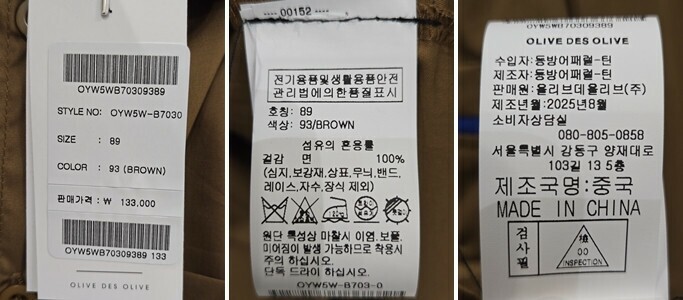 OYW5WB70309389
STYLE NO: OYW5W-B7030
SIZE : 89
COLOR : 93 (BROWN)
판매가격 : ₩ 133,000
OYW5WB70309389 133
OLIVE DES OLIVE
00152
전기용품및생활용품안전
관리법에의한품질표시
호칭: 89
색상: 93/BROWN
섬유의 혼용률
겉감 면 100%
(심지,보강재,상표,무늬,밴드,
레이스,자수,장식 제외)
원단 특성상 마찰시 이염,보풀,
미어짐이 발생 가능하므로 착용시
주의 하십시오.
단독 드라이 하십시오.
OYW5W-B703-0
OLIVE DES OLIVE
수입자:동방어패럴-틴
제조자:동방어패럴-틴
판매원:올리브데올리브(주)
제조년월:2025년8월
소비자상담실
080-805-0858
서울특별시 강동구 양재대로
103길 13 5층
제조국명:중국
MADE IN CHINA
검사필
檢
00
INSPECTION